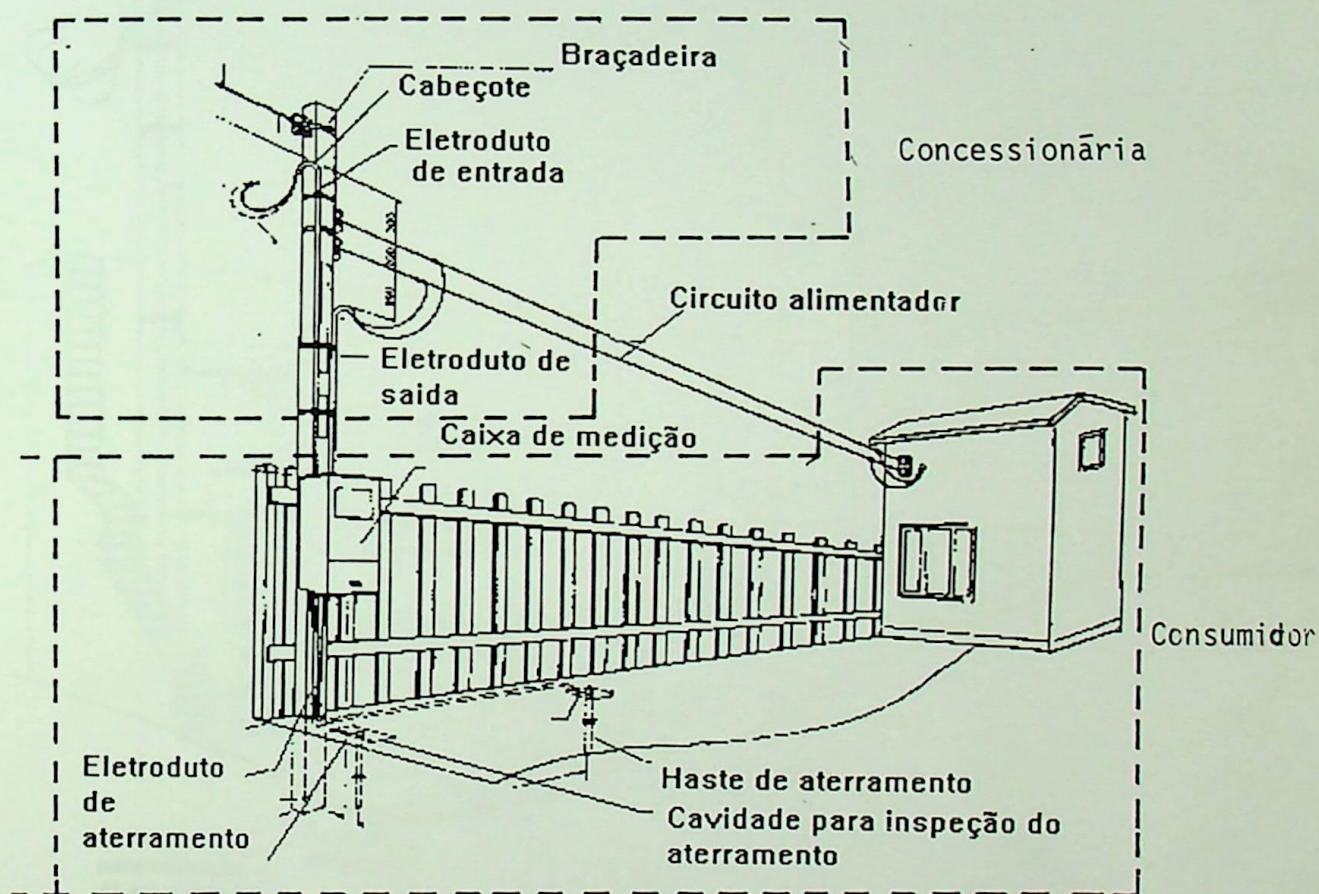 Braçadeira
Cabeçote
Eletroduto
de entrada
Concessionāria
Circuito alimentador
Eletroduto de
saida
Caixa de medição
Consumidor
Eletroduto
de
aterramento
Haste de aterramento
Cavidade para inspeção do
aterramento